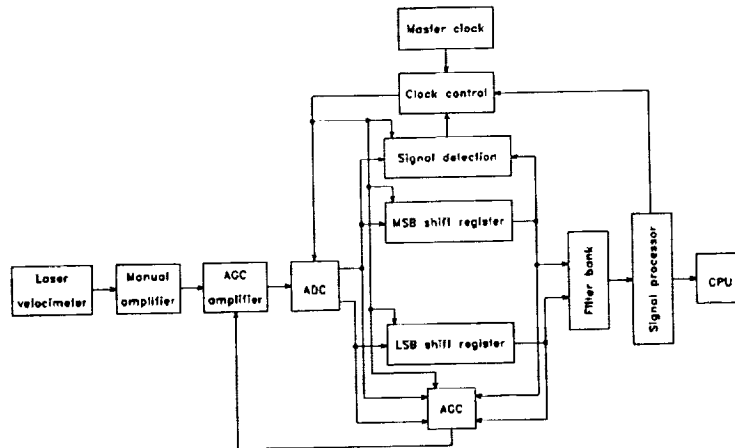 Master clock
Clock control
Signal detection
MSB shift register
Laser
velocimeter
Manual
amplifier
AGC
amplifier
ADC
LSB shift register
AGC
Filter bank
Signal processor
CPU